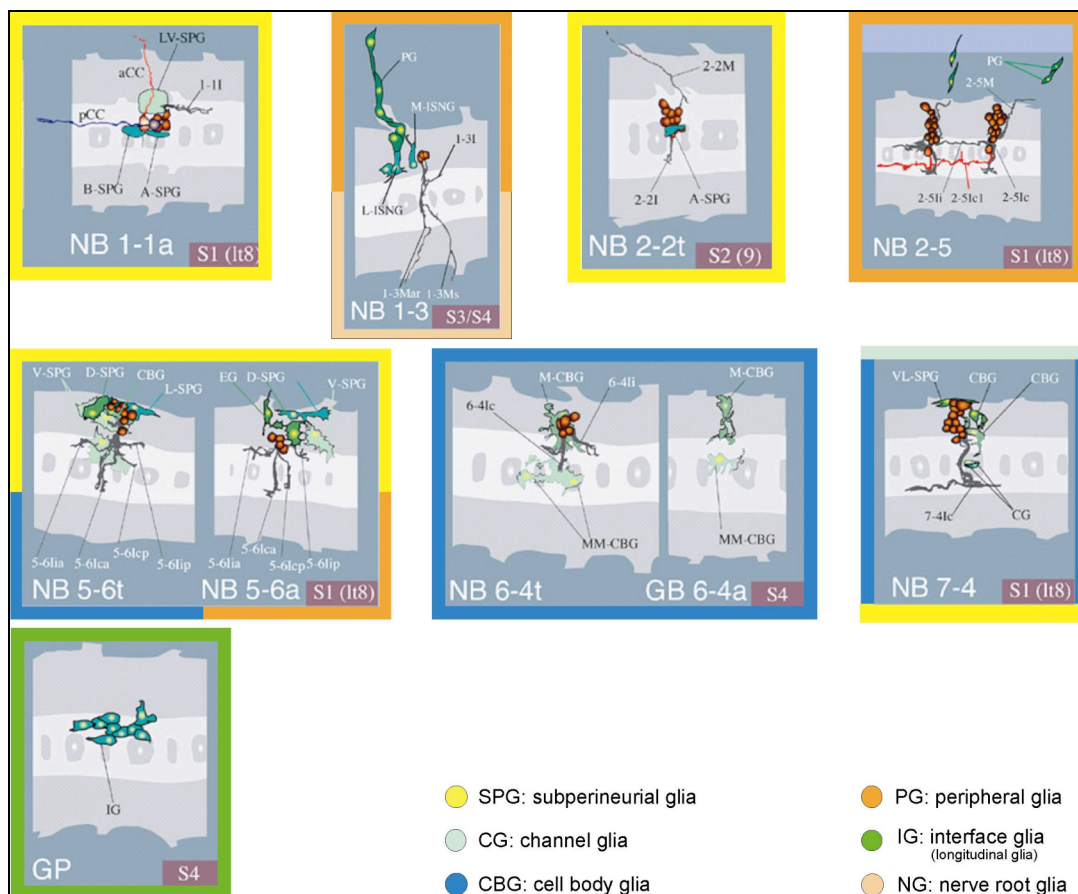 LV-SPG
aCC
1-1I
pCC
B-SPG
A-SPG
NB 1-1a
S1 (lt8)
PG
M-ISNG
1-3I
L-ISNG
1-3Mar
1-3Ms
NB 1-3
S3/S4
2-2M
2-2I
A-SPG
NB 2-2t
S2 (9)
PG
2-5M
2-5Ii
2-5Ic1
2-5Ic
NB 2-5
S1 (lt8)
V-SPG
D-SPG
CBG
L-SPG
5-6Iia
5-6Ica
5-6Icp
5-6Iip
NB 5-6t
EG
D-SPG
V-SPG
5-6Iia
5-6Ica
5-6Icp
5-6Iip
NB 5-6a
S1 (lt8)
M-CBG
6-4Ii
6-4Ic
MM-CBG
NB 6-4t
M-CBG
MM-CBG
GB 6-4a
S4
VL-SPG
CBG
CBG
7-4Ic
CG
NB 7-4
S1 (lt8)
IG
GP
S4
SPG: subperineurial glia
CG: channel glia
CBG: cell body glia
PG: peripheral glia
IG: interface glia
(longitudinal glia)
NG: nerve root glia